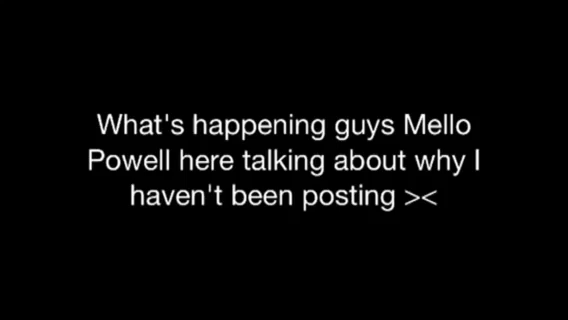 What's happening guys Mello
Powell here talking about why I
haven't been posting ><